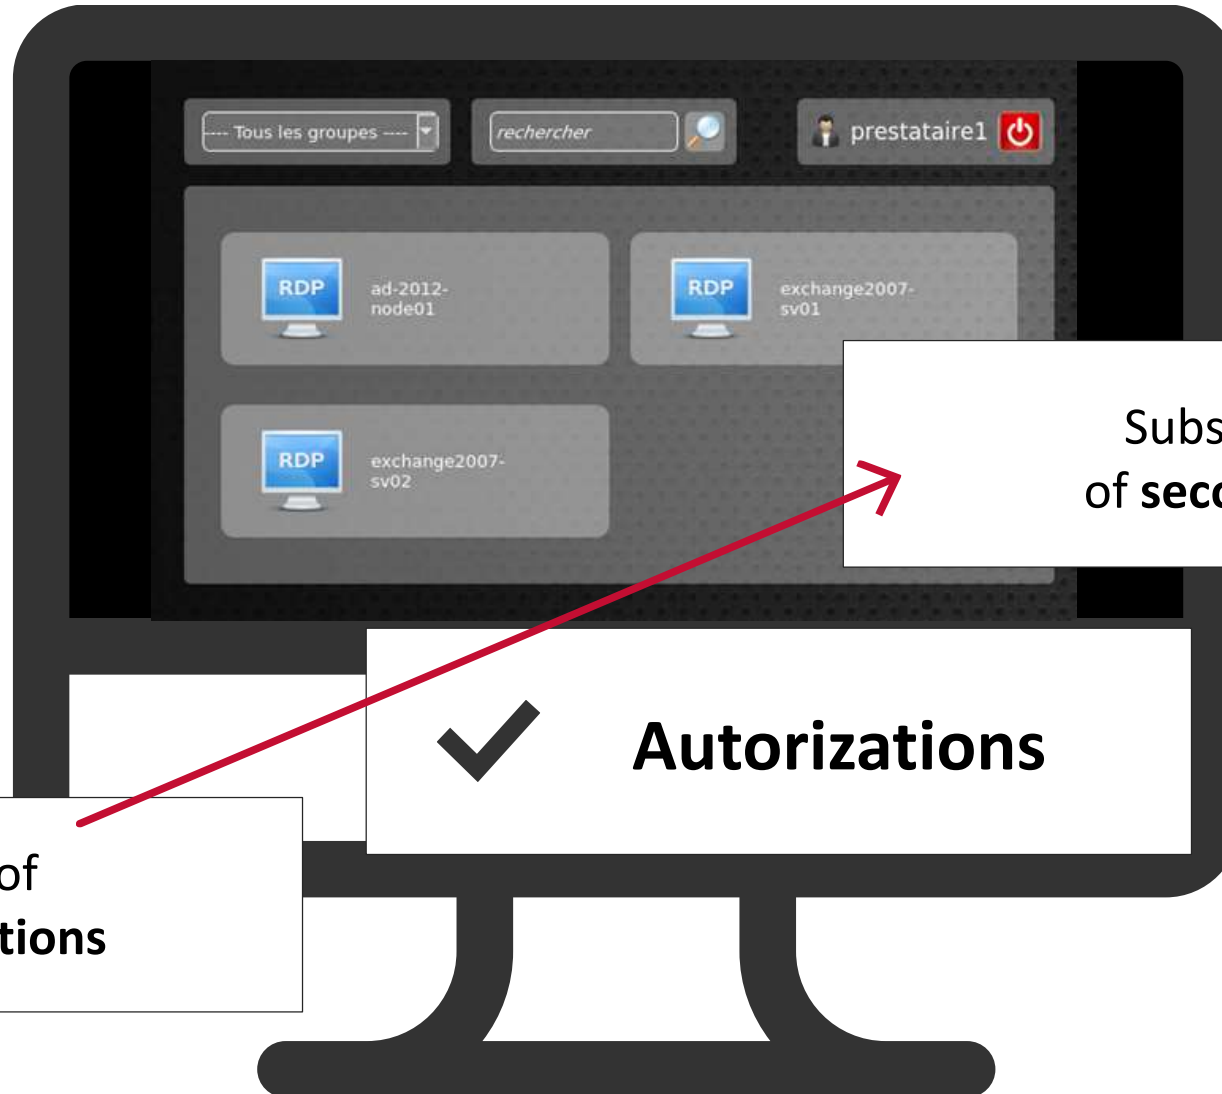 ---- Tous les groupes ----
rechercher
prestataire1
RDP
ad-2012-
node01
RDP
exchange2007-
sv01
RDP
exchange2007-
sv02
Subs
of seco
Autorizations
of
tions